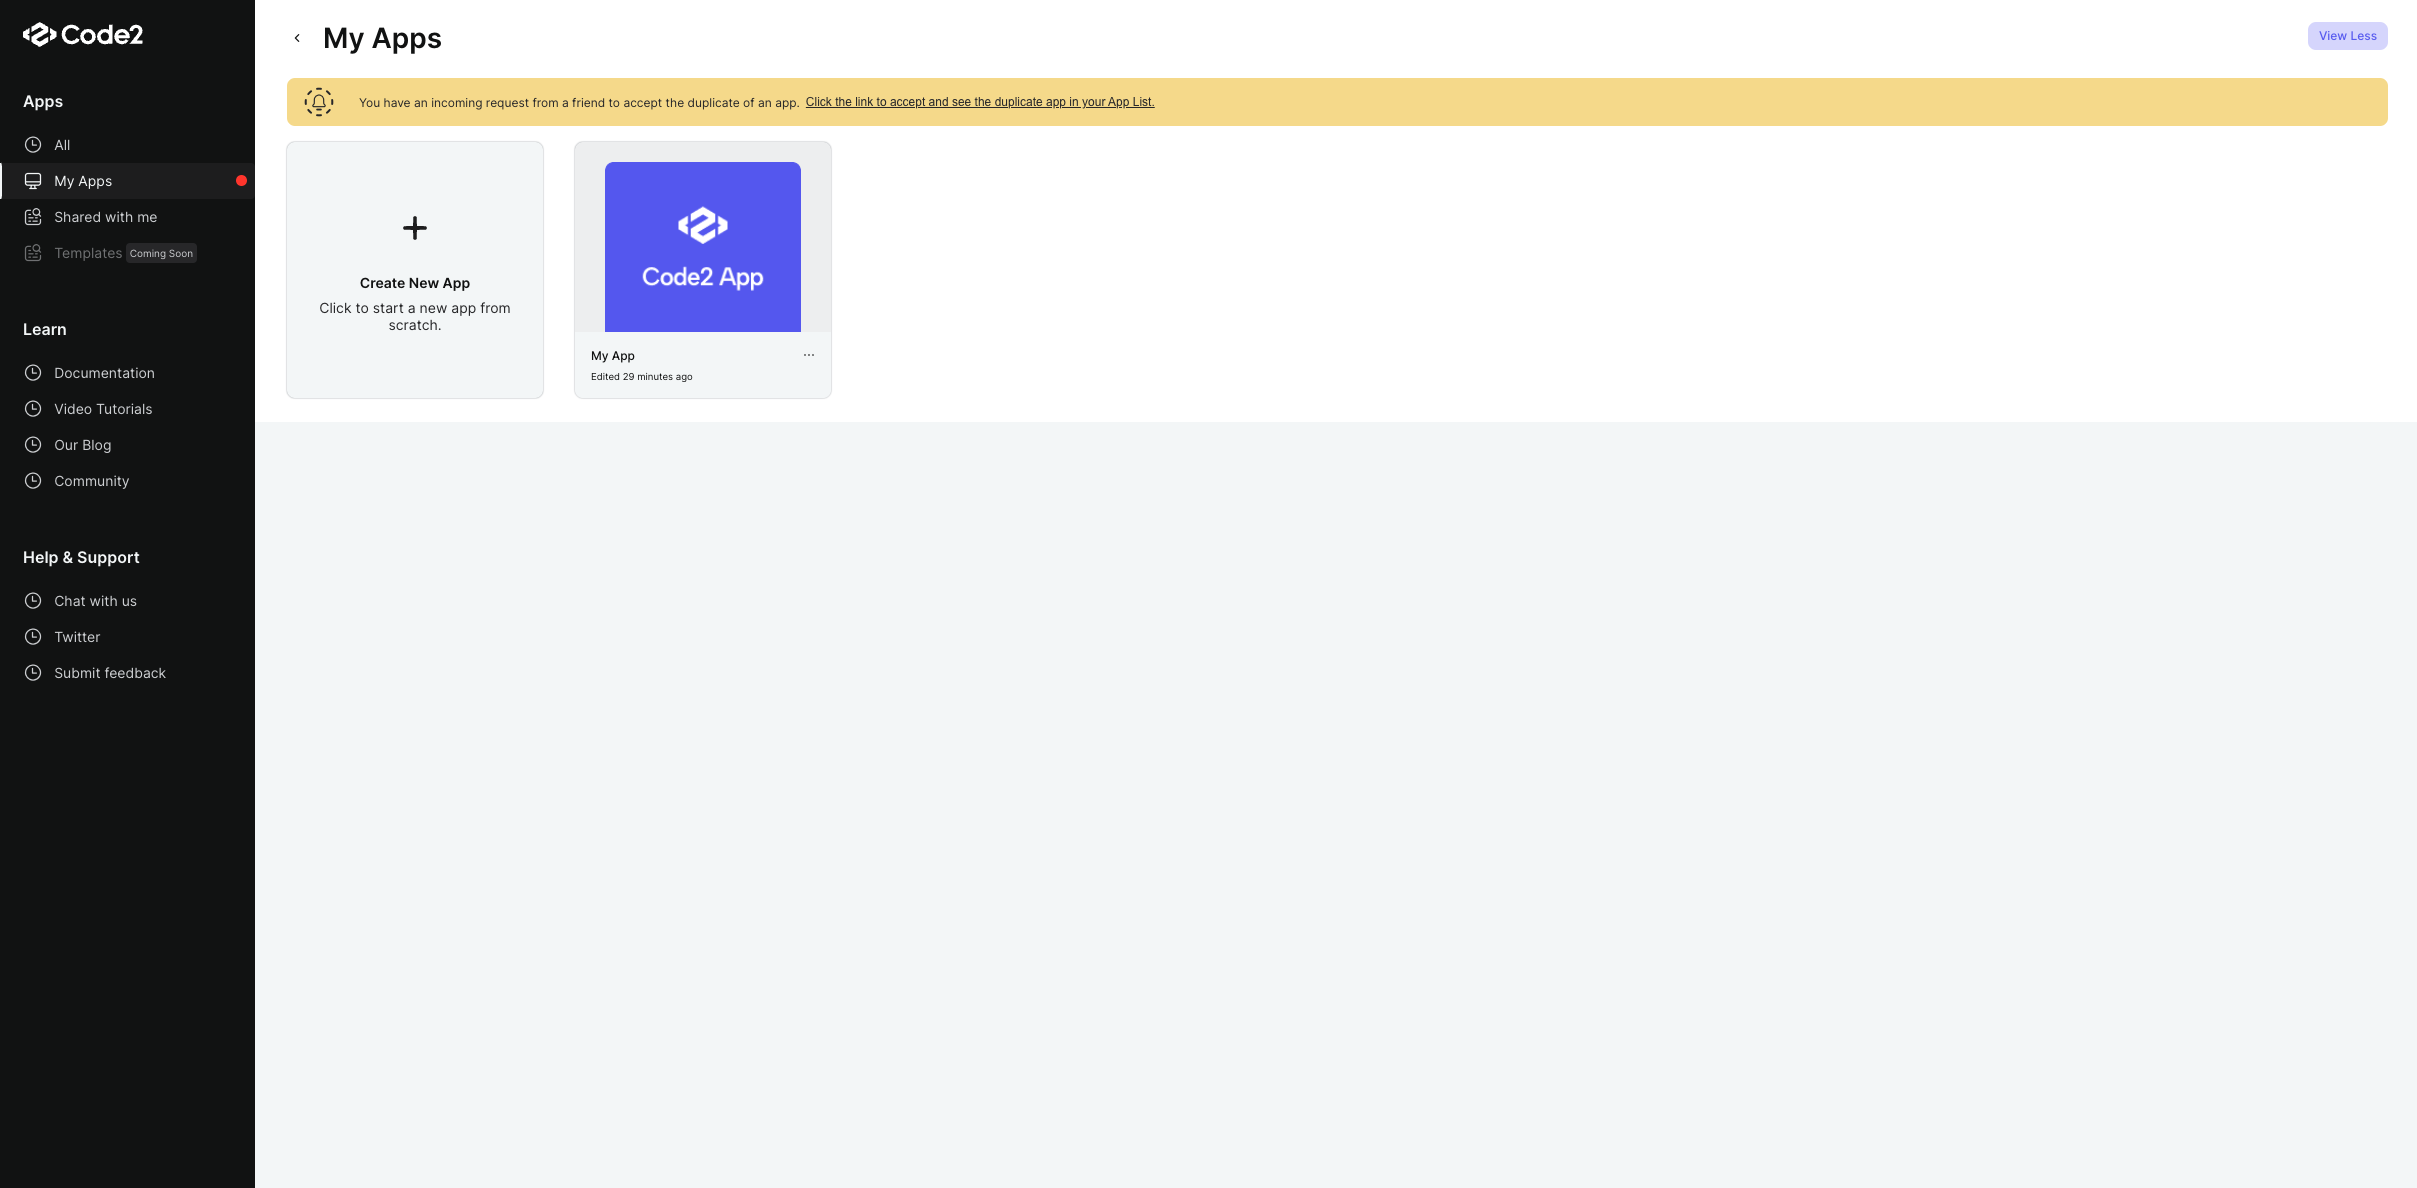 Code2
Apps
All
My Apps
Shared with me
Templates Coming Soon
Learn
Documentation
Video Tutorials
Our Blog
Community
Help & Support
Chat with us
Twitter
Submit feedback
My Apps
View Less
You have an incoming request from a friend to accept the duplicate of an app. Click the link to accept and see the duplicate app in your App List.
Create New App
Click to start a new app from
scratch.
Code2 App
My App
Edited 29 minutes ago